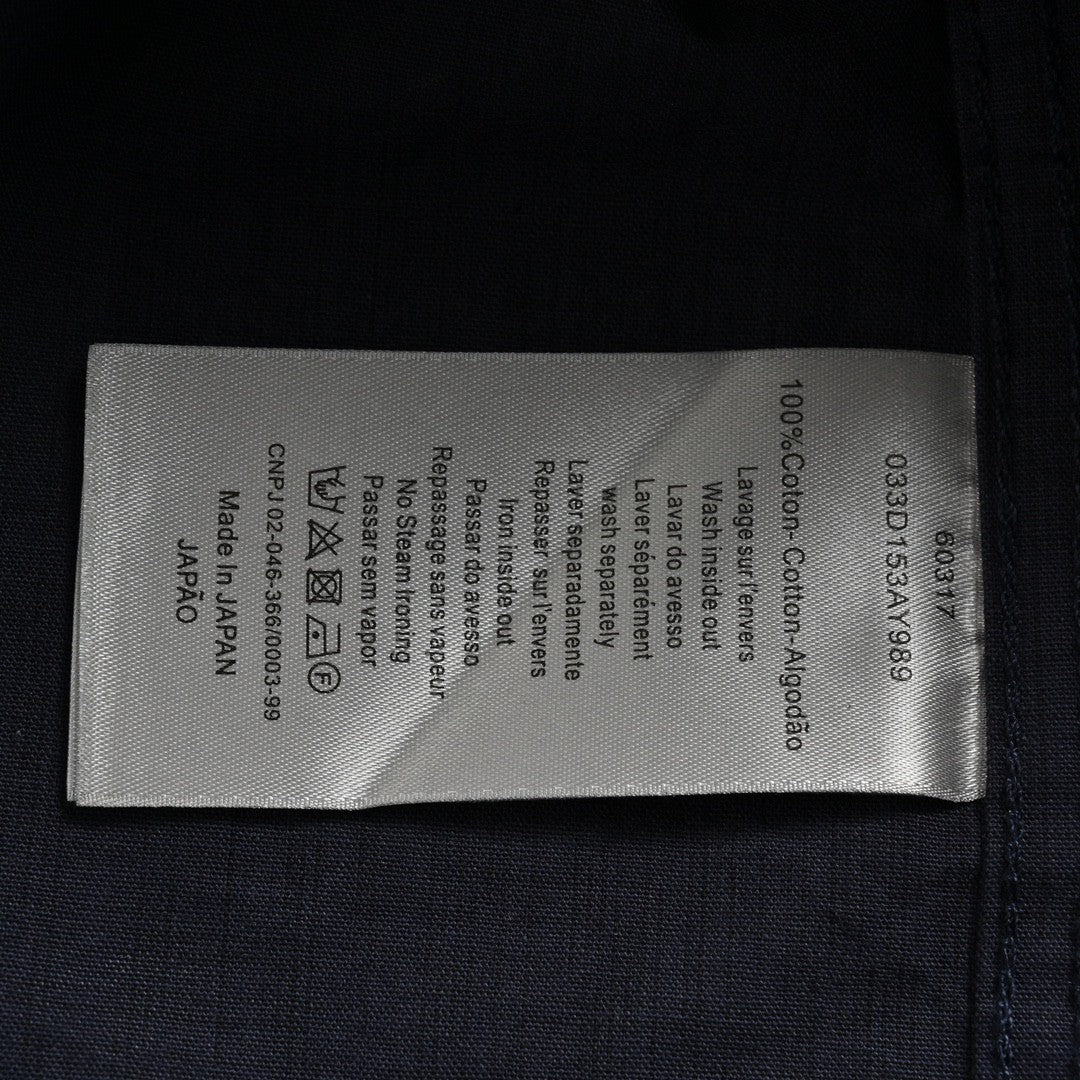 60317
033D153AY989
100%Coton- Cotton-Algodão
Lavage sur l'envers
Wash inside out
Lavar do avesso
Laver séparément
wash separately
Laver separadamente
Repasser sur l'envers
Iron inside out
Passar do avesso
Repassage sans vapeur
No Steam Ironing
Passar sem vapor
F
CNPJ 02-046-366/0003-99
Made In JAPAN
JAPÃO